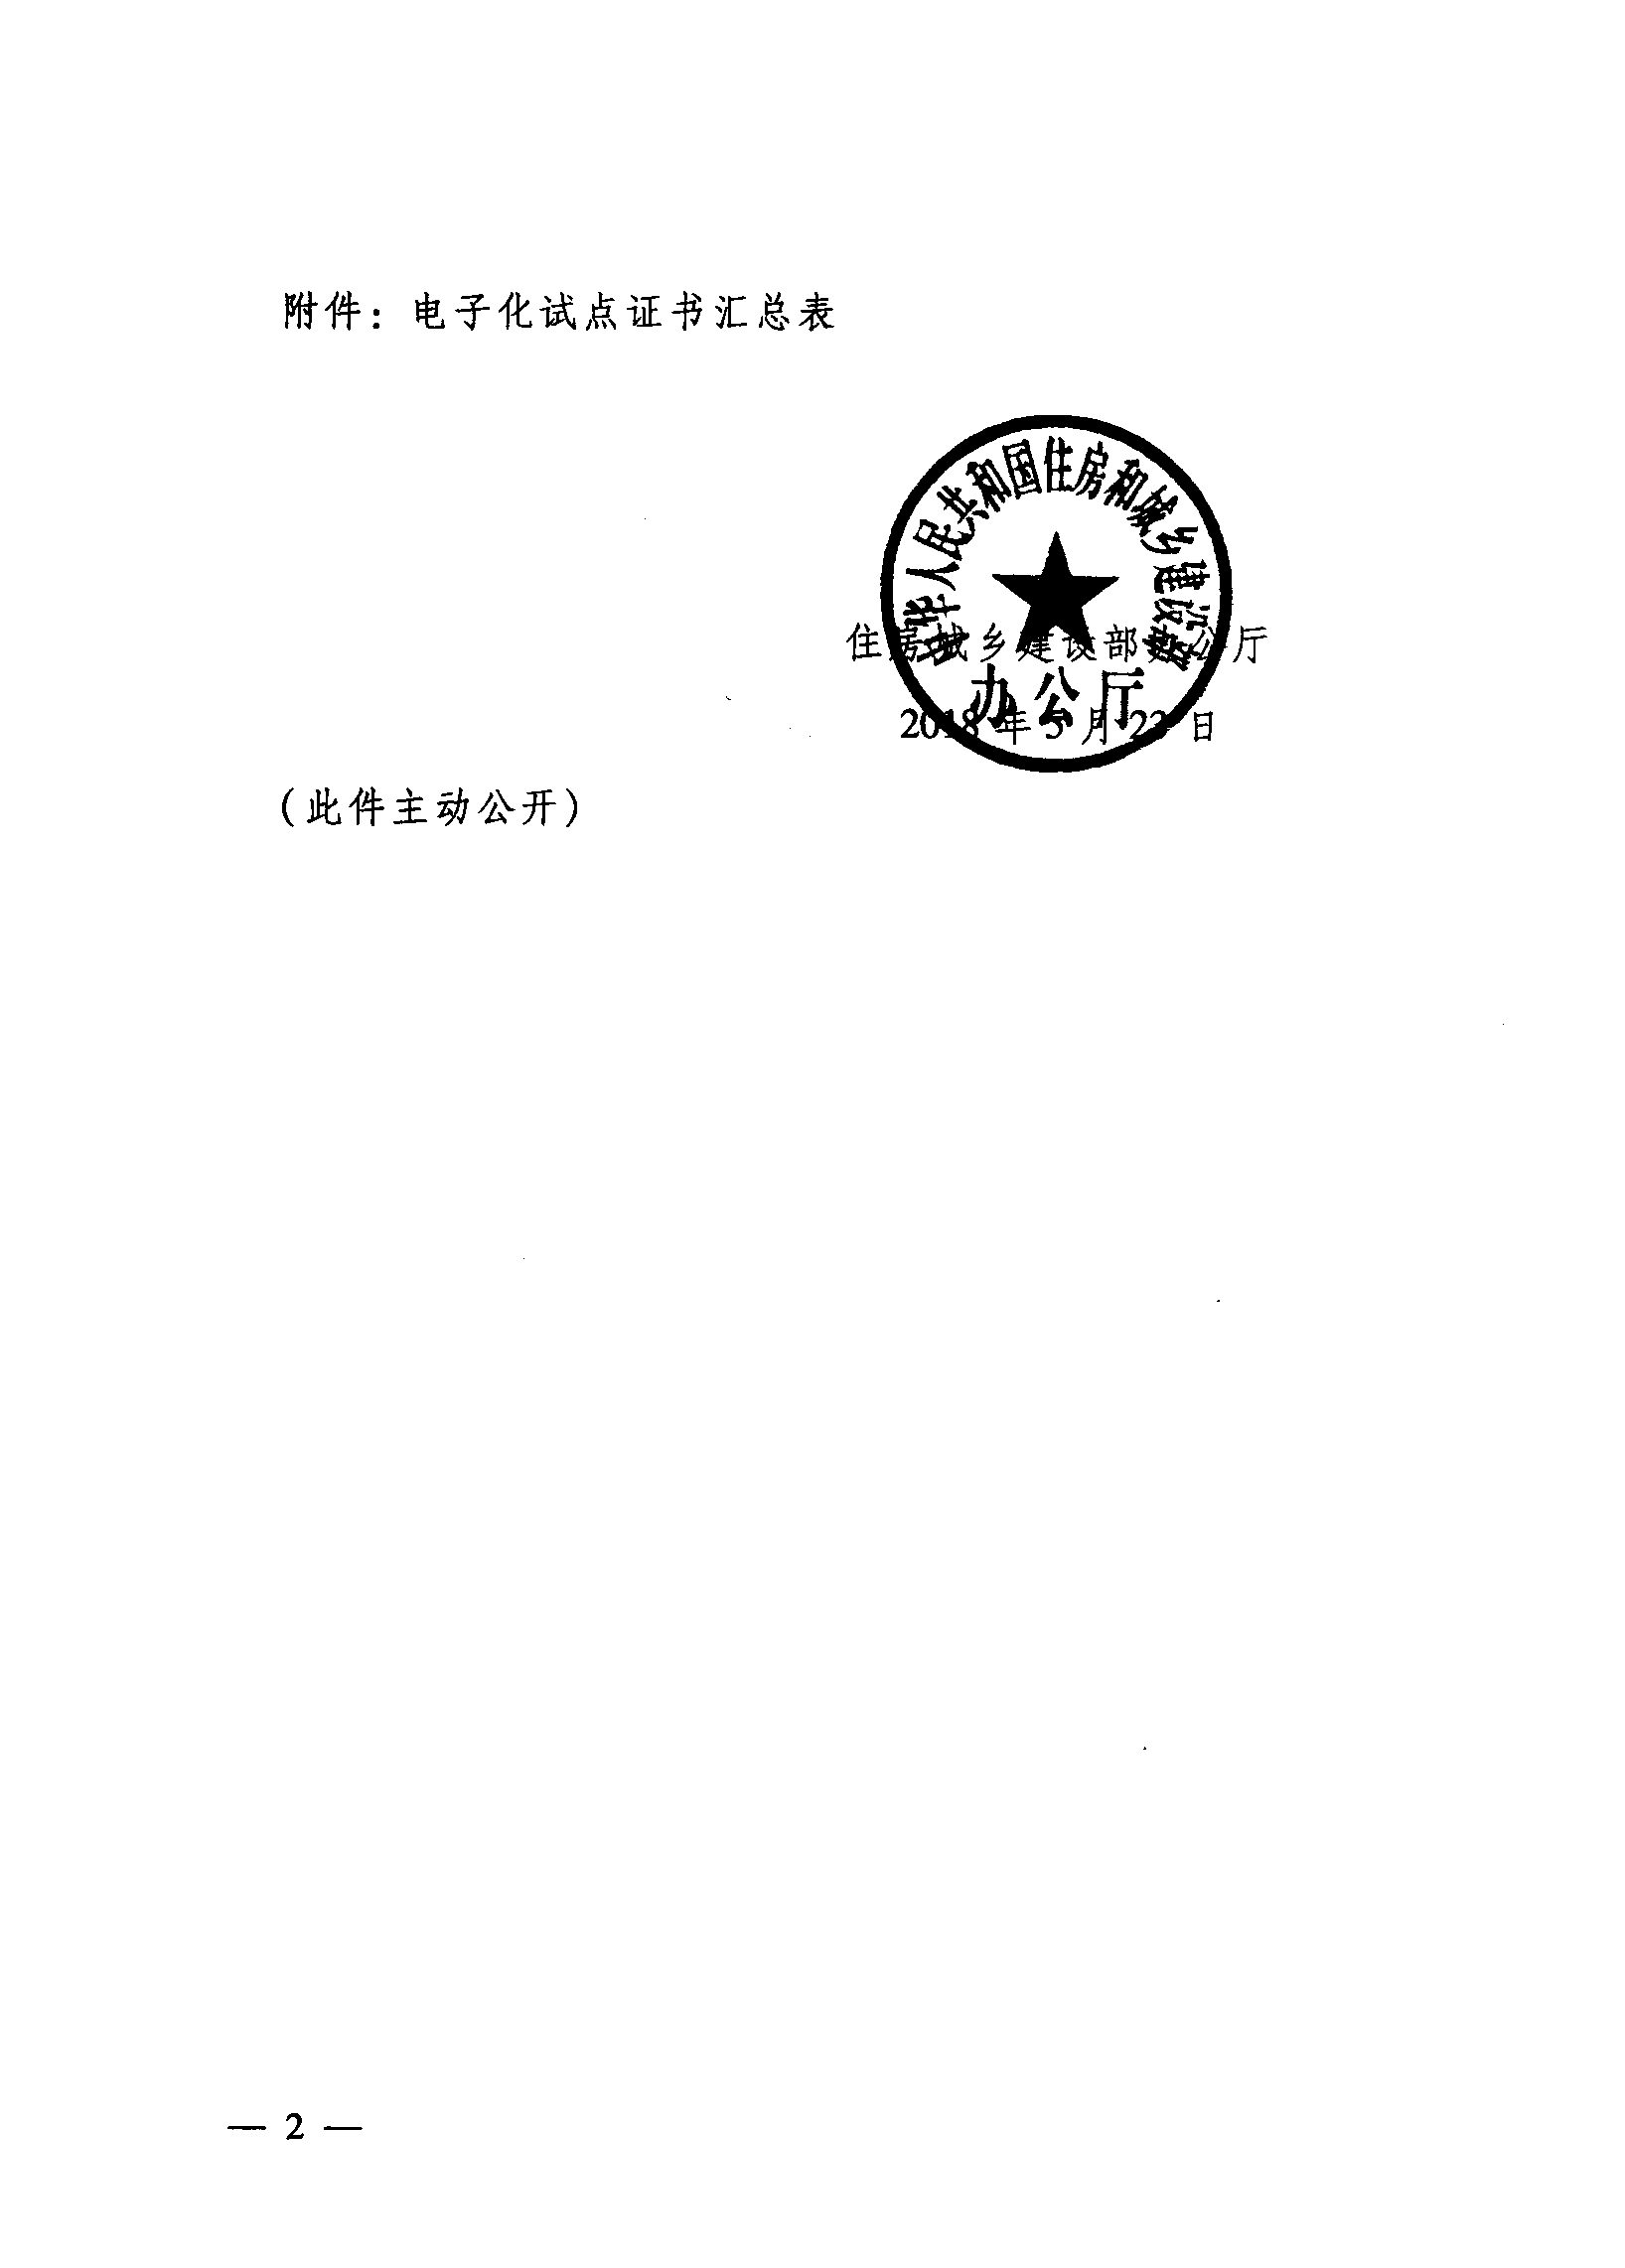 附件：电子化试点证书汇总表
中华人民共和国住房和城乡建设部
办公厅
住房城乡建设部办公厅
2018 年 5 月 23 日
(此件主动公开)
— 2 —